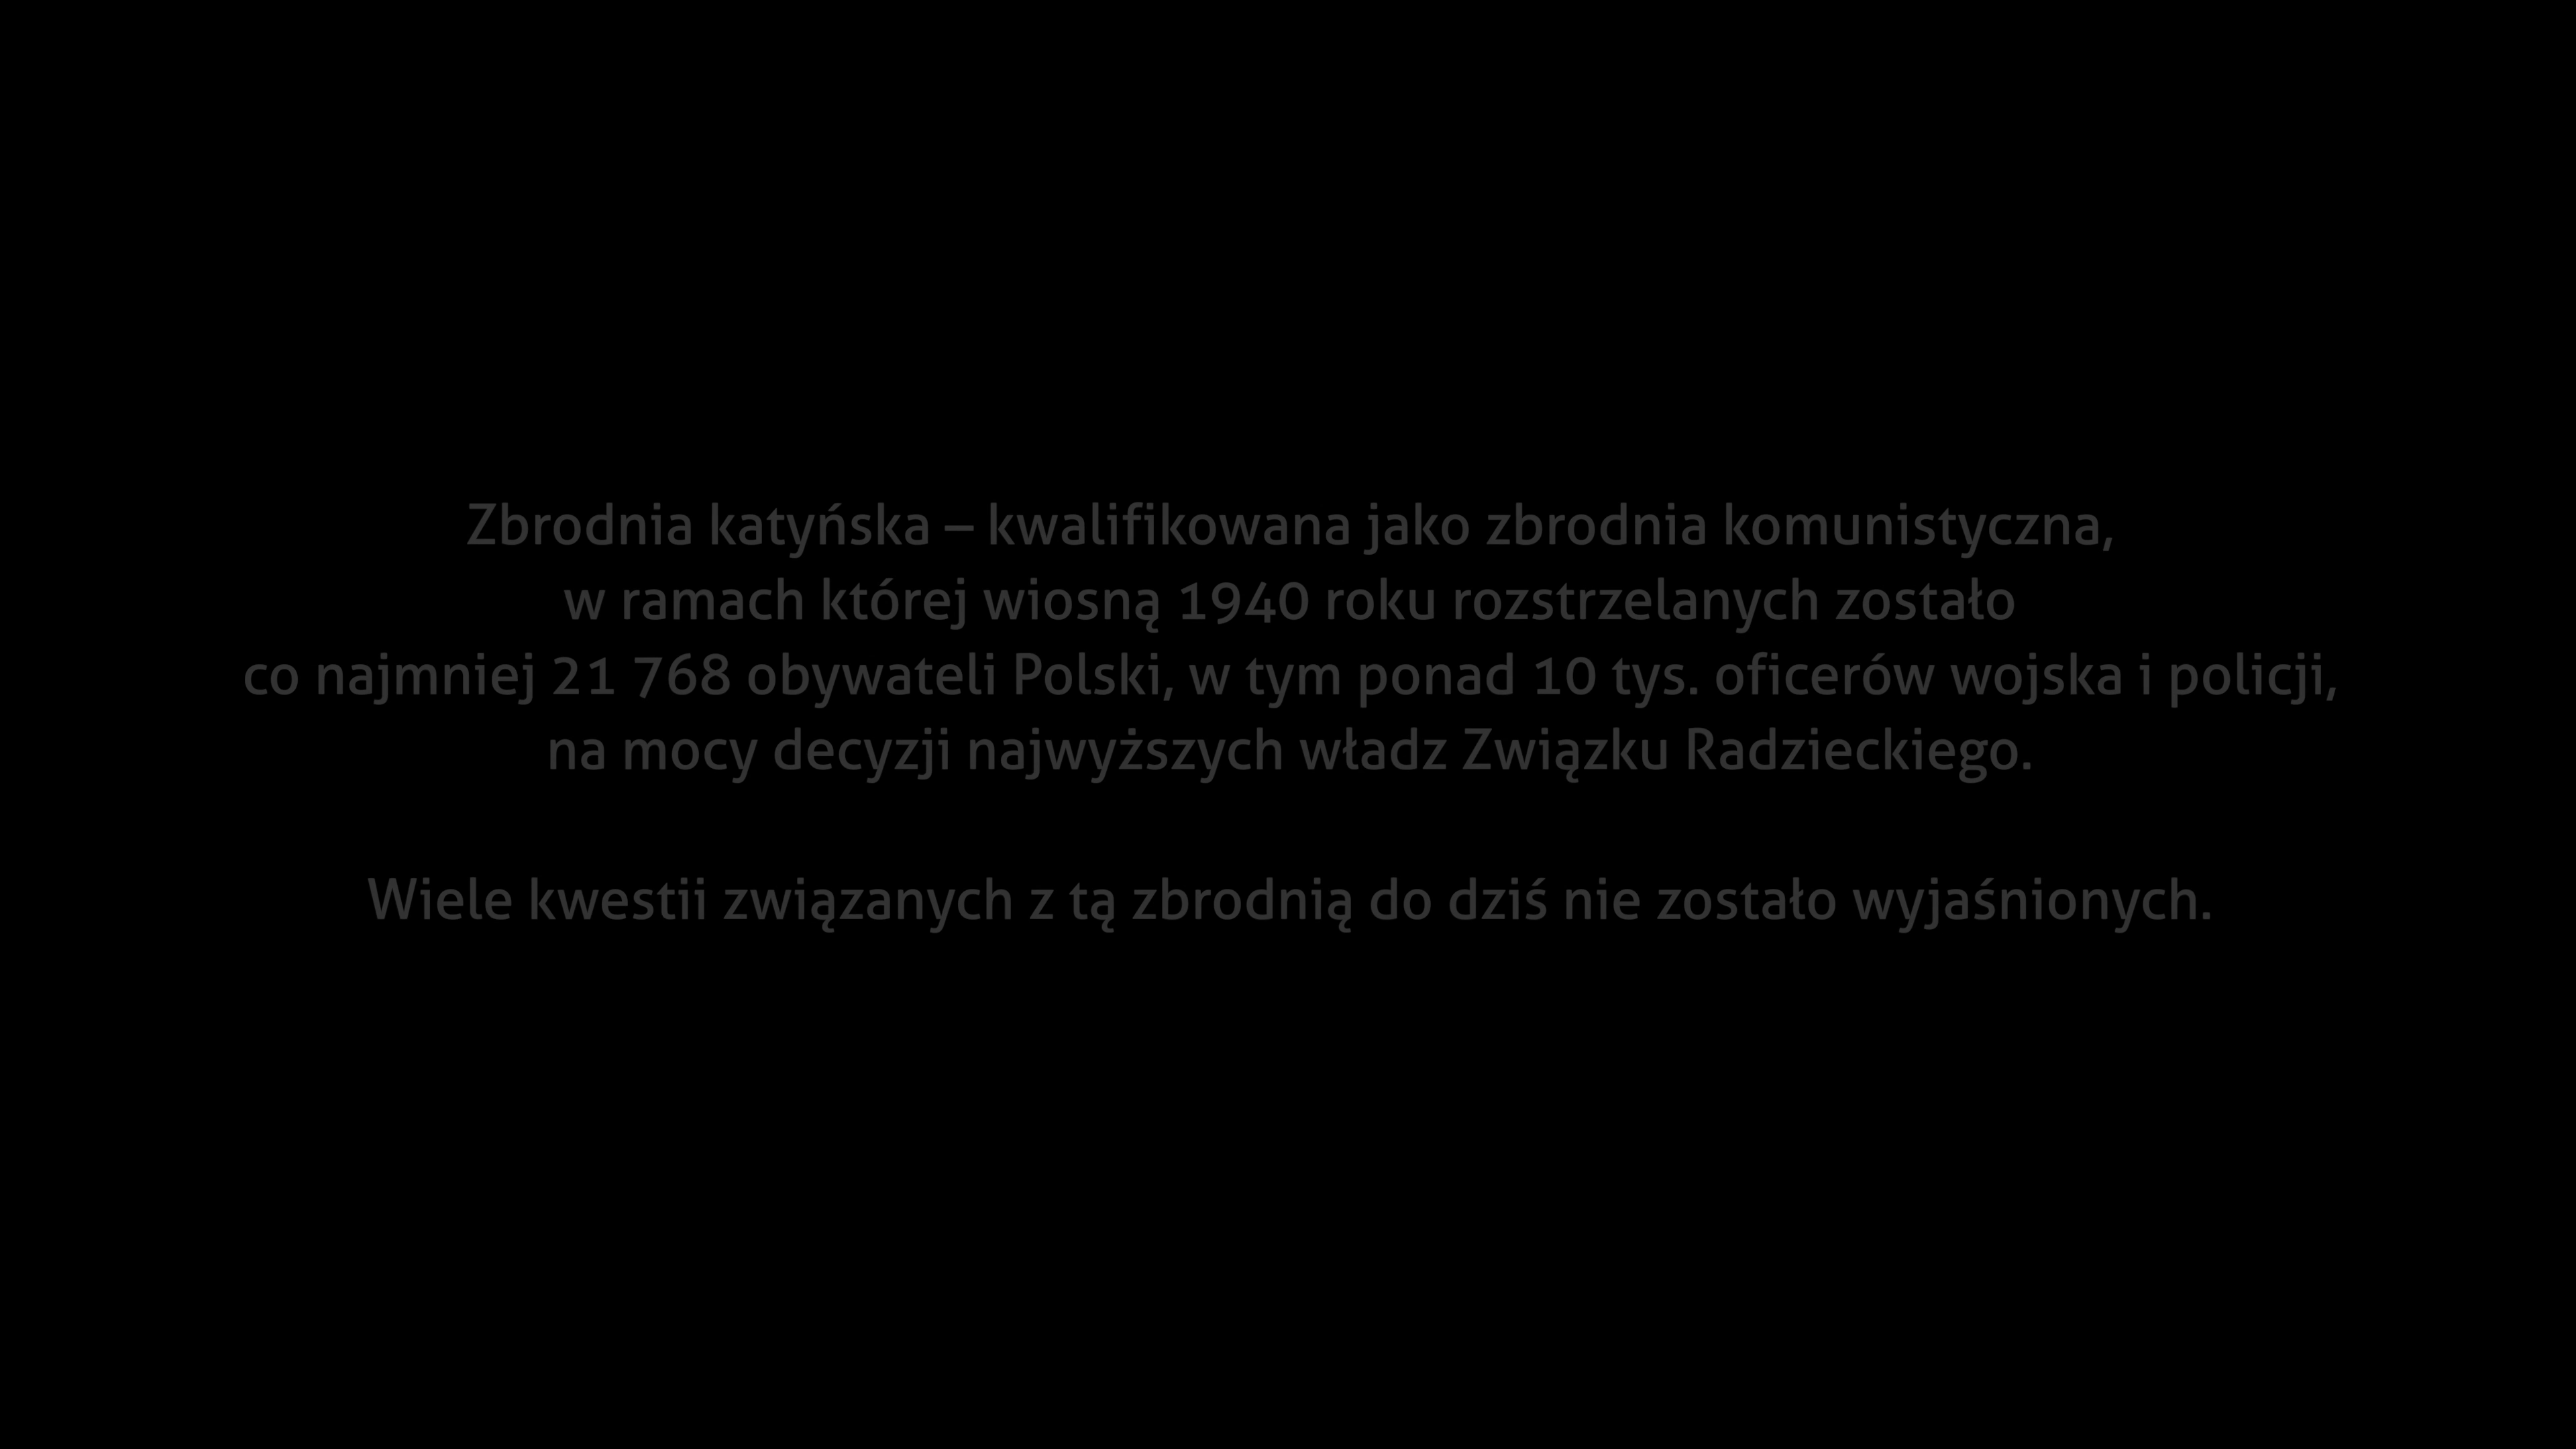 Zbrodnia katyńska – kwalifikowana jako zbrodnia komunistyczna,
w ramach której wiosną 1940 roku rozstrzelanych zostało
co najmniej 21 768 obywateli Polski, w tym ponad 10 tys. oficerów wojska i policji,
na mocy decyzji najwyższych władz Związku Radzieckiego.
Wiele kwestii związanych z tą zbrodnią do dziś nie zostało wyjaśnionych.